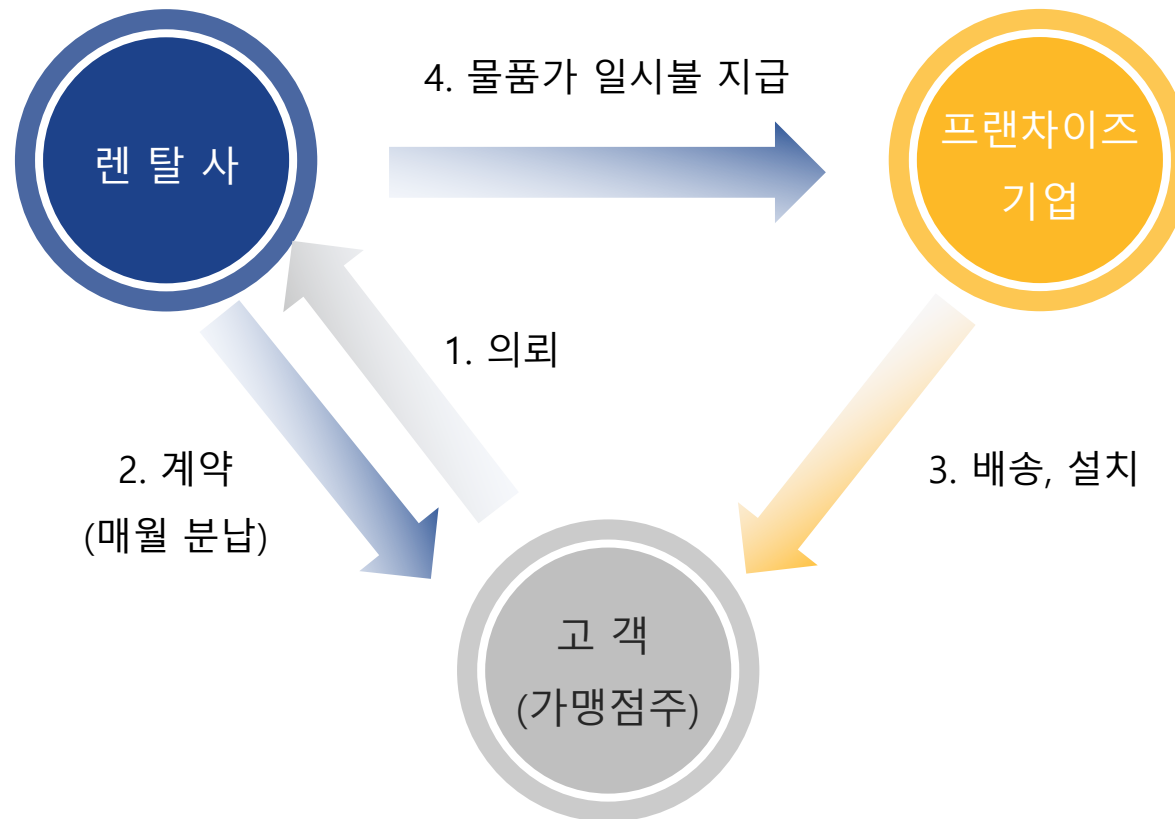 4. 물품가 일시불 지급
렌 탈 사
프랜차이즈
기업
1. 의뢰
2. 계약
(매월 분납)
3. 배송, 설치
고 객
(가맹점주)